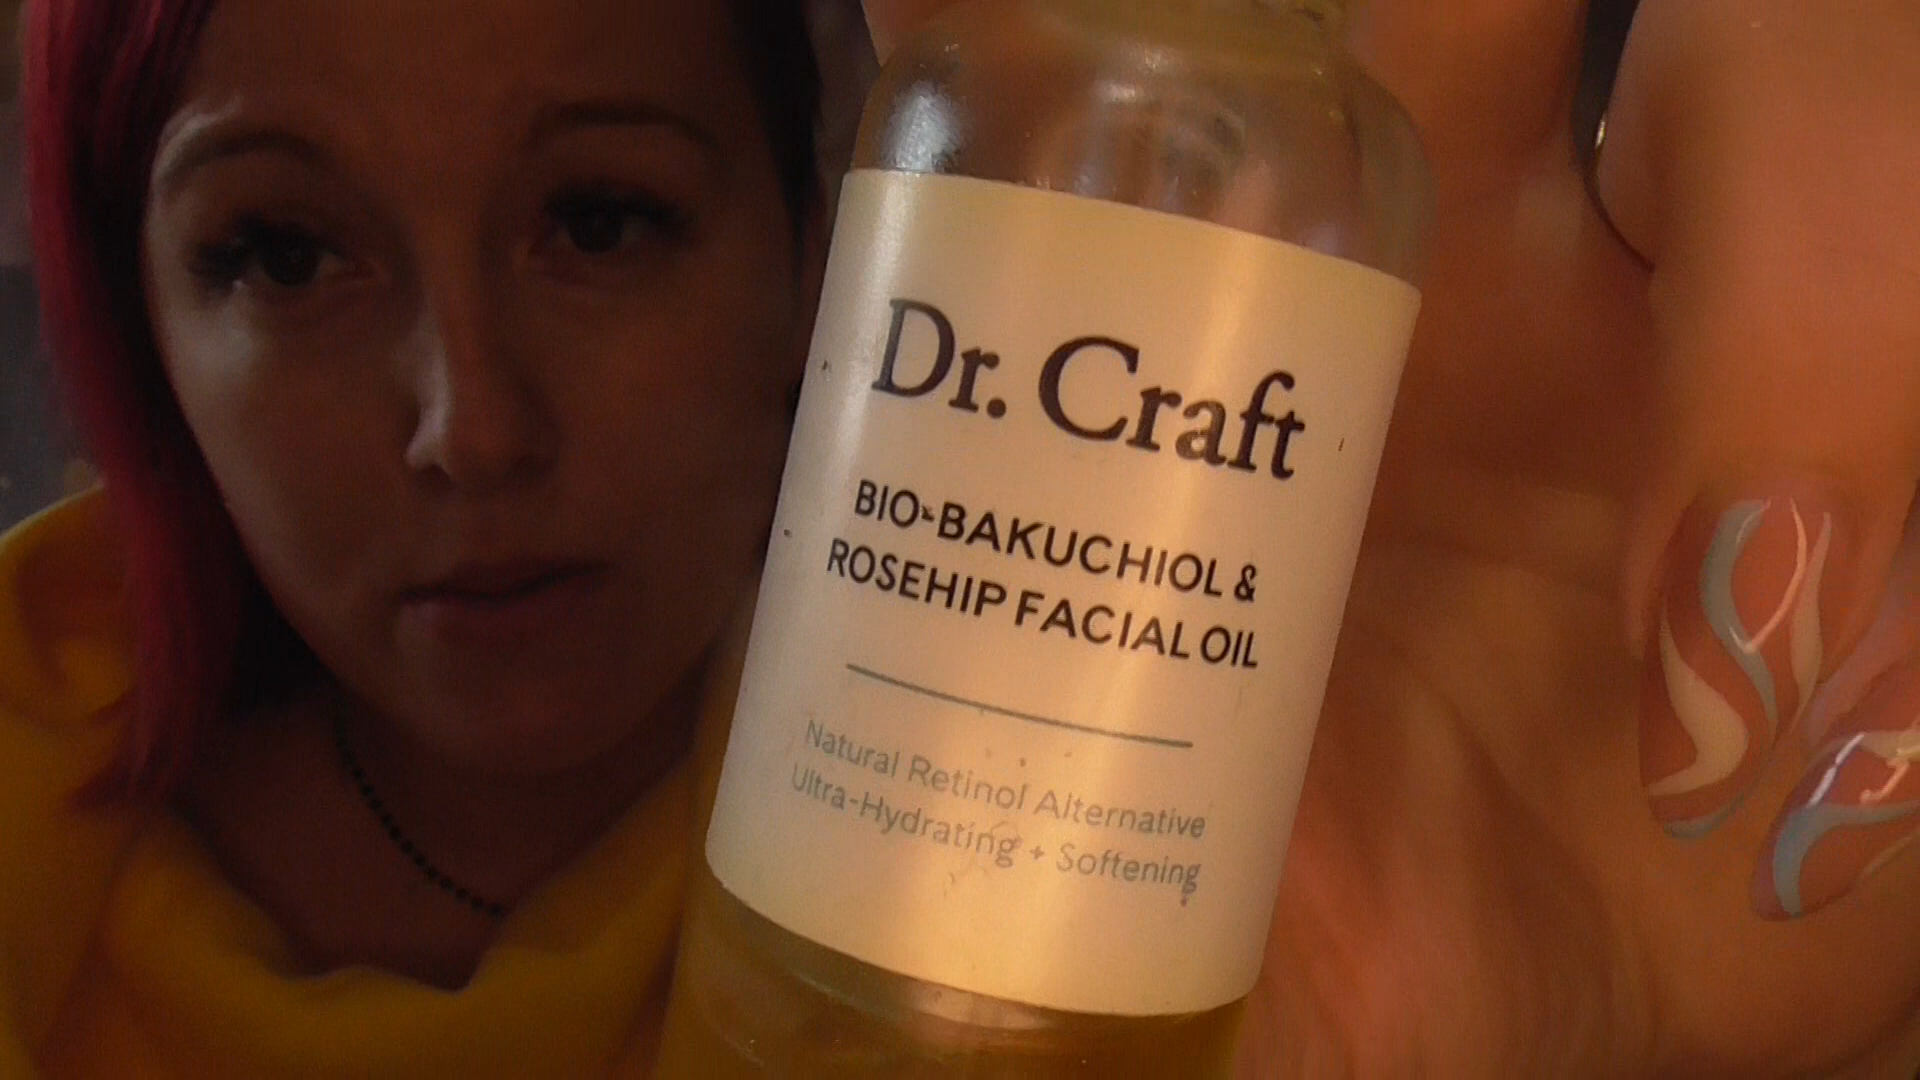 Dr. Craft
BIO-BAKUCHIOL &
ROSEHIP FACIAL OIL
Natural Retinol Alternative
Ultra-Hydrating + Softening